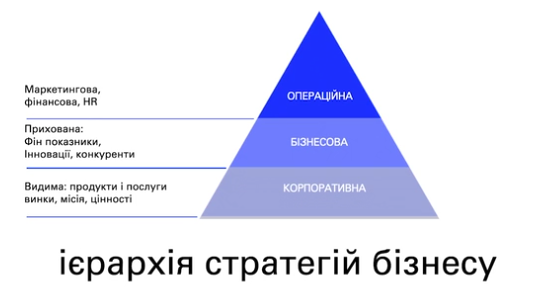 Маркетингова,
фінансова, HR
ОПЕРАЦІЙНА
Прихована:
Фін показники,
Інновації, конкуренти
БІЗНЕСОВА
Видима: продукти і послуги
винки, місія, цінності
КОРПОРАТИВНА
ієрархія стратегій бізнесу